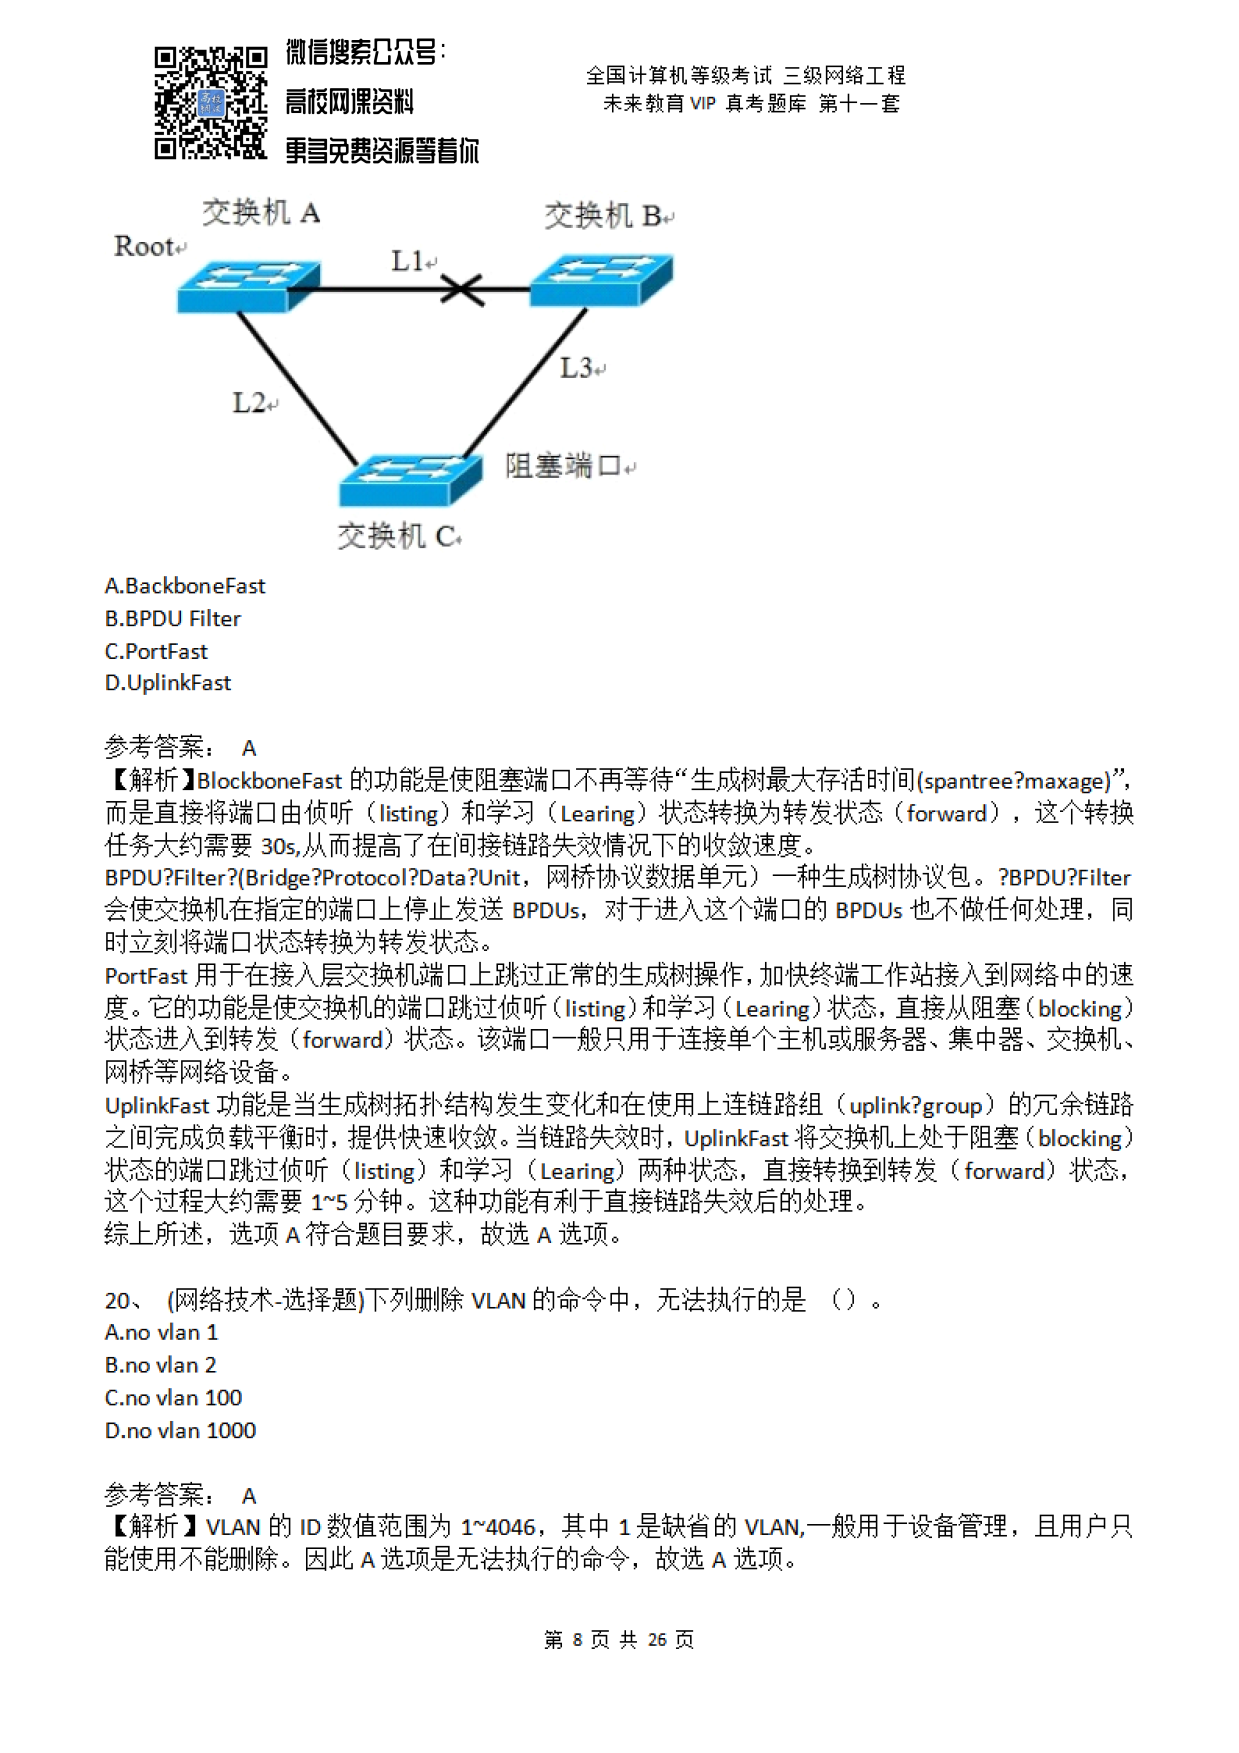 微信搜索公众号：
高校网课资料
更多免费资源等着你
全国计算机等级考试 三级网络工程
未来教育 VIP 真考题库 第十一套
交换机 A
交换机 B
Root
L1
L3
L2
阻塞端口
交换机 C
A.BackboneFast
B.BPDU Filter
C.PortFast
D.UplinkFast
参考答案： A
【解析】BlockboneFast 的功能是使阻塞端口不再等待“生成树最大存活时间(spantree?maxage)”，
而是直接将端口由侦听（listing）和学习（Learing）状态转换为转发状态（forward），这个转换
任务大约需要 30s,从而提高了在间接链路失效情况下的收敛速度。
BPDU?Filter?(Bridge?Protocol?Data?Unit，网桥协议数据单元）一种生成树协议包。?BPDU?Filter
会使交换机在指定的端口上停止发送 BPDUs，对于进入这个端口的 BPDUs 也不做任何处理，同
时立刻将端口状态转换为转发状态。
PortFast 用于在接入层交换机端口上跳过正常的生成树操作，加快终端工作站接入到网络中的速
度。它的功能是使交换机的端口跳过侦听（listing）和学习（Learing）状态，直接从阻塞（blocking）
状态进入到转发（forward）状态。该端口一般只用于连接单个主机或服务器、集中器、交换机、
网桥等网络设备。
UplinkFast 功能是当生成树拓扑结构发生变化和在使用上连链路组（uplink?group）的冗余链路
之间完成负载平衡时，提供快速收敛。当链路失效时，UplinkFast 将交换机上处于阻塞（blocking）
状态的端口跳过侦听（listing）和学习（Learing）两种状态，直接转换到转发（forward）状态，
这个过程大约需要 1~5 分钟。这种功能有利于直接链路失效后的处理。
综上所述，选项 A 符合题目要求，故选 A 选项。
20、 (网络技术-选择题)下列删除 VLAN 的命令中，无法执行的是 （）。
A.no vlan 1
B.no vlan 2
C.no vlan 100
D.no vlan 1000
参考答案： A
【解析】VLAN 的 ID 数值范围为 1~4046，其中 1 是缺省的 VLAN,一般用于设备管理，且用户只
能使用不能删除。因此 A 选项是无法执行的命令，故选 A 选项。
第 8 页 共 26 页